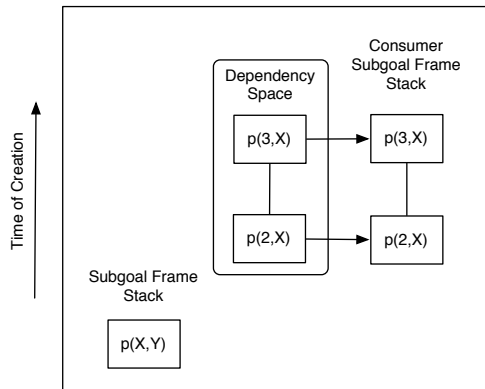 Consumer
Subgoal Frame
Stack
Dependency
Space
p(3,X)
p(3,X)
p(2,X)
p(2,X)
Time of Creation
Subgoal Frame
Stack
p(X,Y)